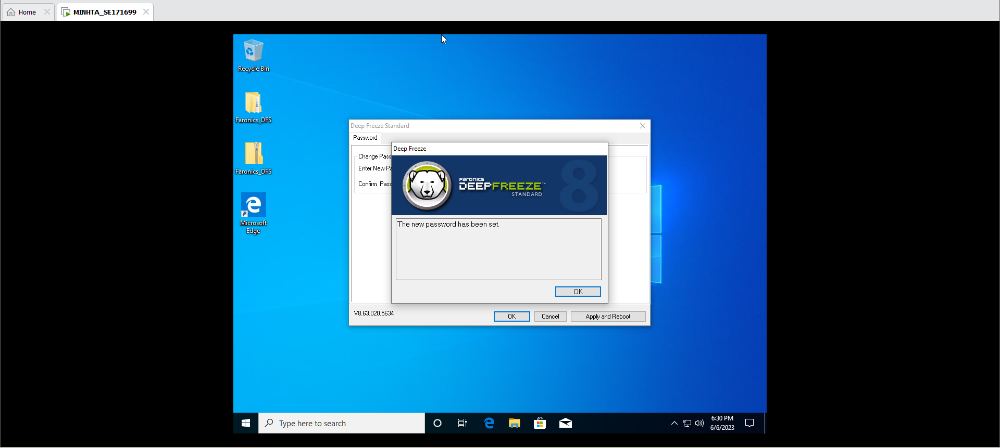 Home
MINHTA_SE171699
Recycle Bin
Faronics_DFS
Faronics_DFS
Microsoft
Edge
Deep Freeze Standard
Password
Change Pass
Enter New Pa
Confirm Pass
Deep Freeze
FARONICS
DEEPFREEZE™
STANDARD
8
The new password has been set.
OK
V8.63.020.5634
OK
Cancel
Apply and Reboot
Type here to search
6:30 PM
6/6/2023